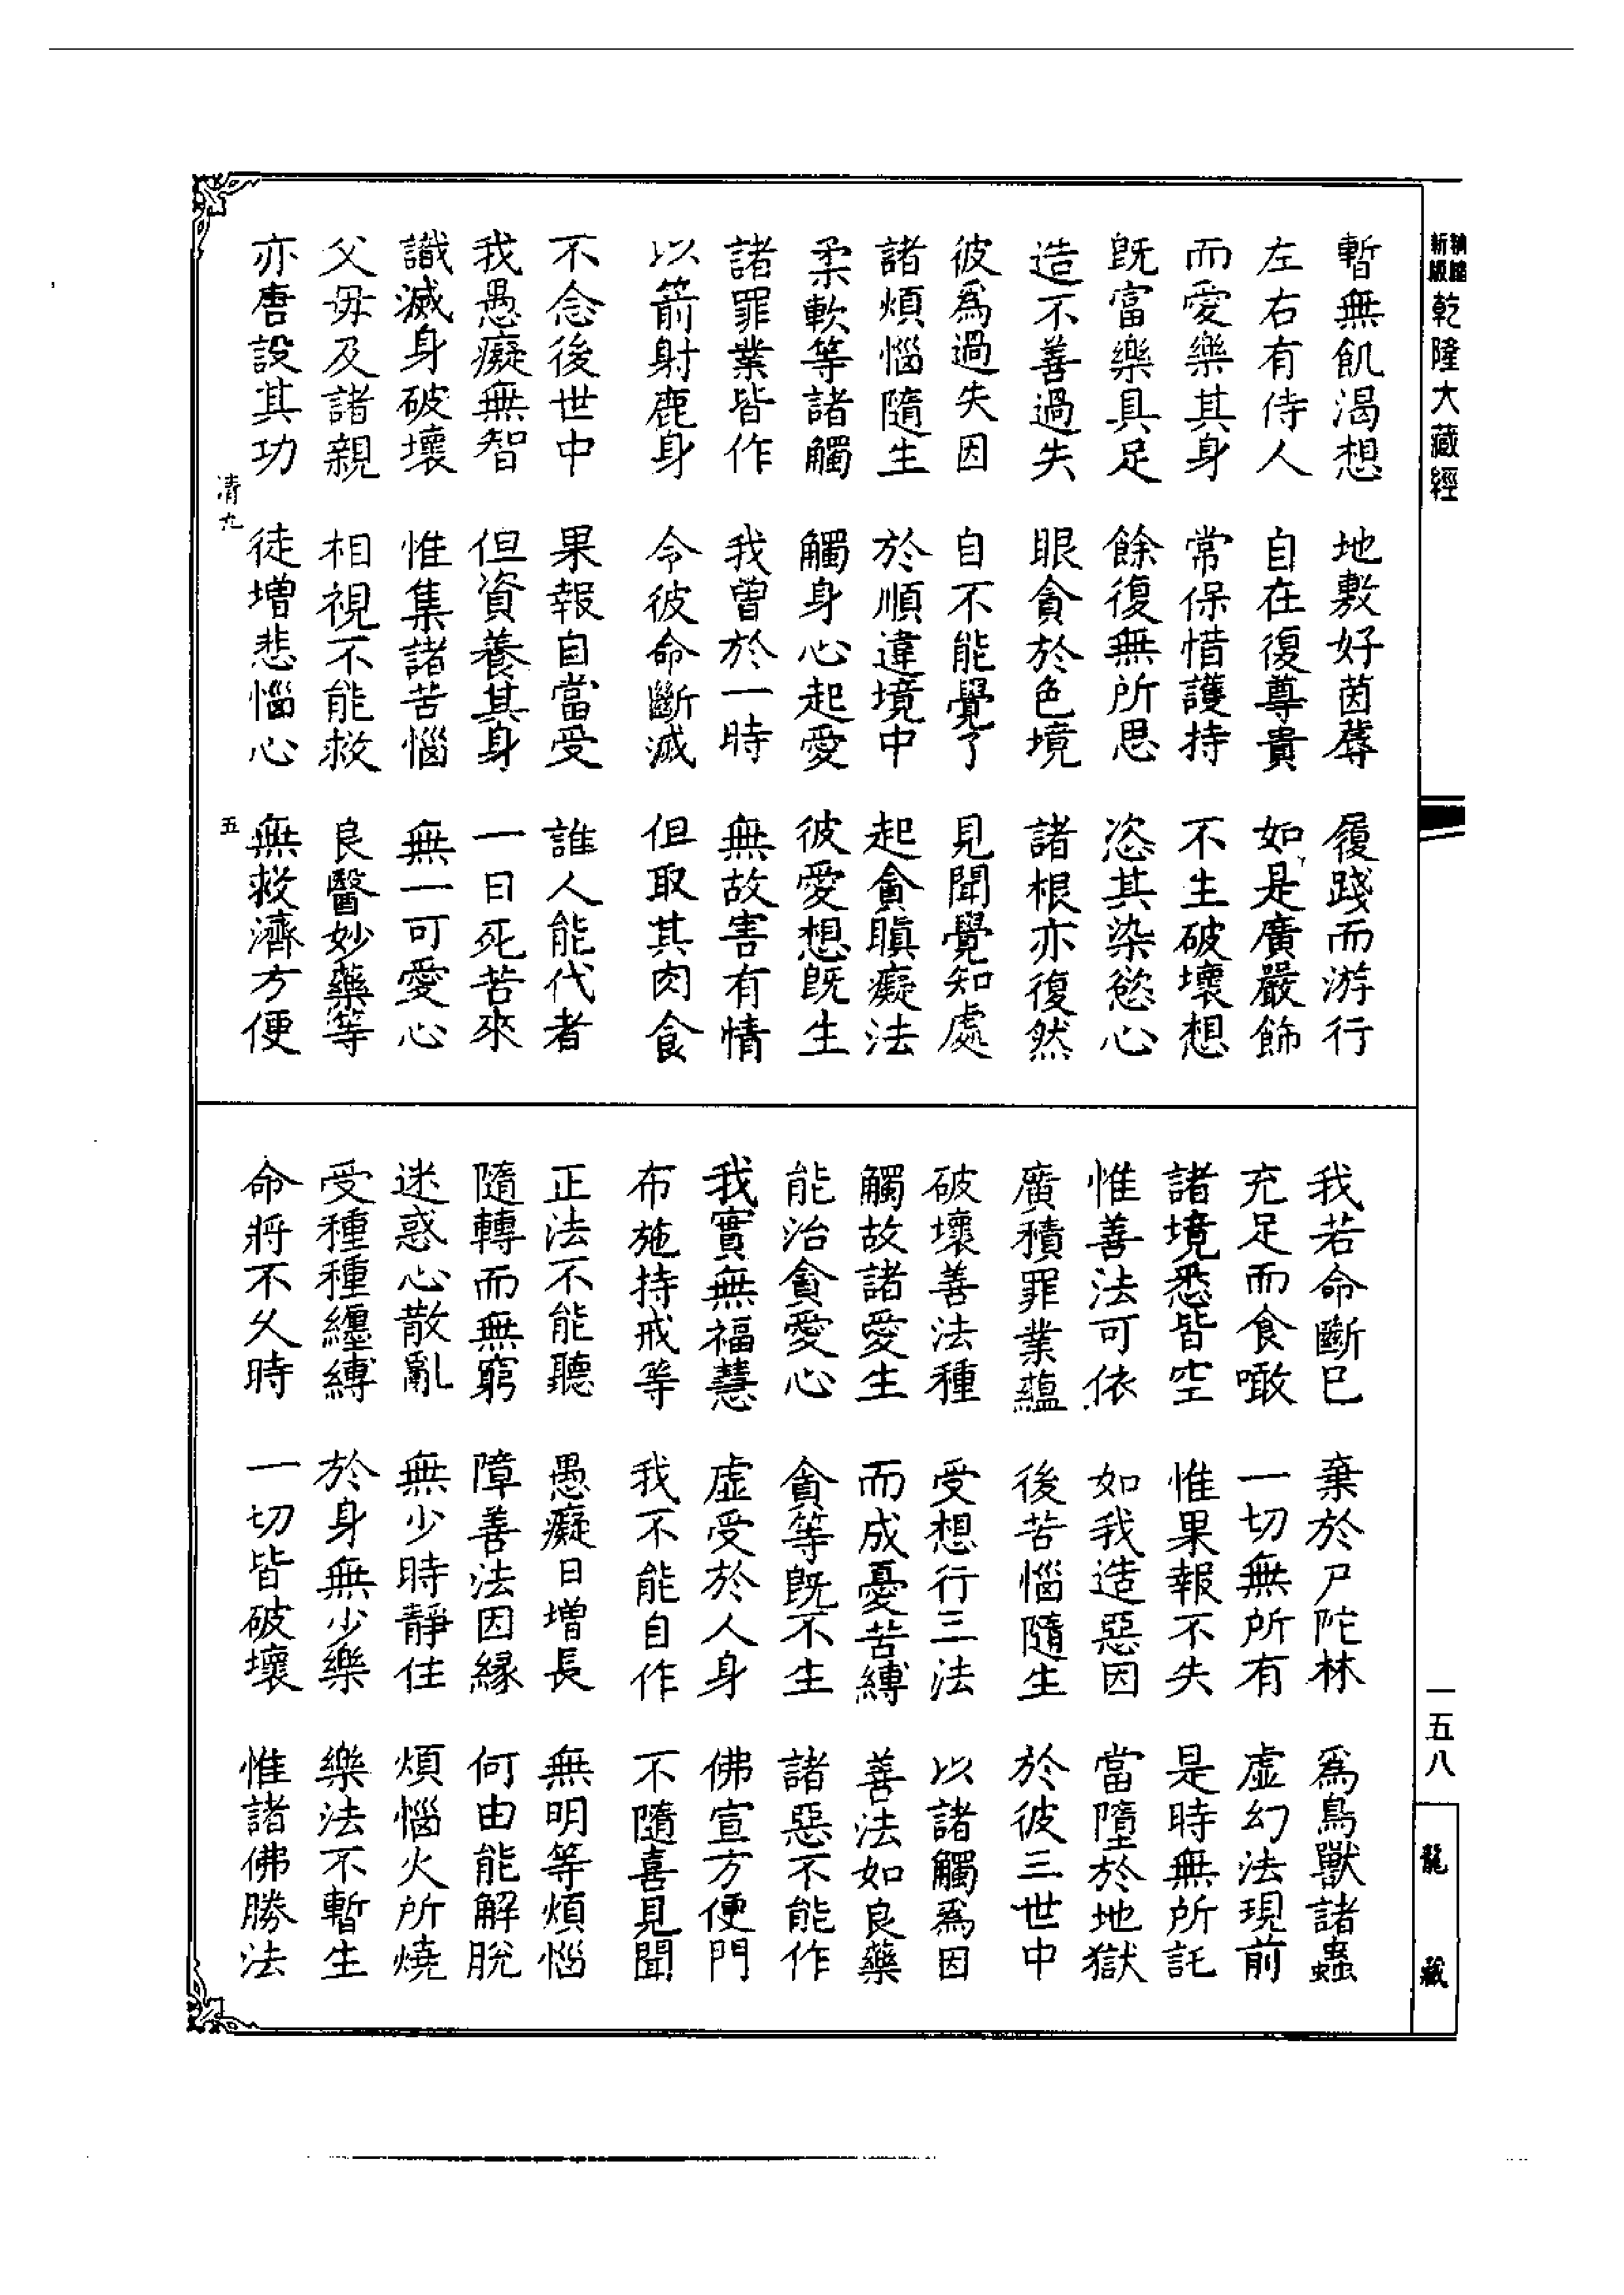 新版
乾隆大藏經
暫無飢渴想 地敷好茵蓐 履踐而游行
左右有侍人 自在復尊貴 如是廣嚴飾
而愛樂其身 常保惜護持 不生破壞想
既富樂具足 餘復無所思 恣其染慾心
造不善過失 眼貪於色境 諸根亦復然
彼為過失因 自不能覺了 見聞覺知處
諸煩惱隨生 於順違境中 起貪瞋癡法
柔軟等諸觸 觸身心起愛 彼愛想既生
諸罪業皆作 我曾於一時 無故害有情
以箭射鹿身 令彼命斷滅 但取其肉食
不念後世中 果報自當受 誰人能代者
我愚癡無智 但資養其身 一日死苦來
識滅身破壞 惟集諸苦惱 無一可愛心
父毋及諸親 相視不能救 良醫妙藥等
亦唐設其功 徒增悲惱心 無救濟方便
清九 五
我若命斷已 棄於尸陀林 為鳥獸諸蟲
充足而食噉 一切無所有 虛幻法現前
諸境悉皆空 惟果報不失 是時無所託
惟善法可依 如我造惡因 當墮於地獄
廣積罪業蘊 後苦惱隨生 於彼三世中
破壞善法種 受想行三法 以諸觸為因
觸故諸愛生 而成憂苦縛 善法如良藥
能治貪愛心 貪等既不生 諸惡不能作
我實無福慧 虛受於人身 佛宣方便門
布施持戒等 我不能自作 不隨喜見聞
正法不能聽 愚癡日增長 無明等煩惱
隨轉而無窮 障善法因緣 何由能解脫
迷惑心散亂 無少時靜住 煩惱火所燒
受種種纏縛 於身無少樂 樂法不暫生
命將不久時 一切皆破壞 惟諸佛勝法
一五八
龍藏